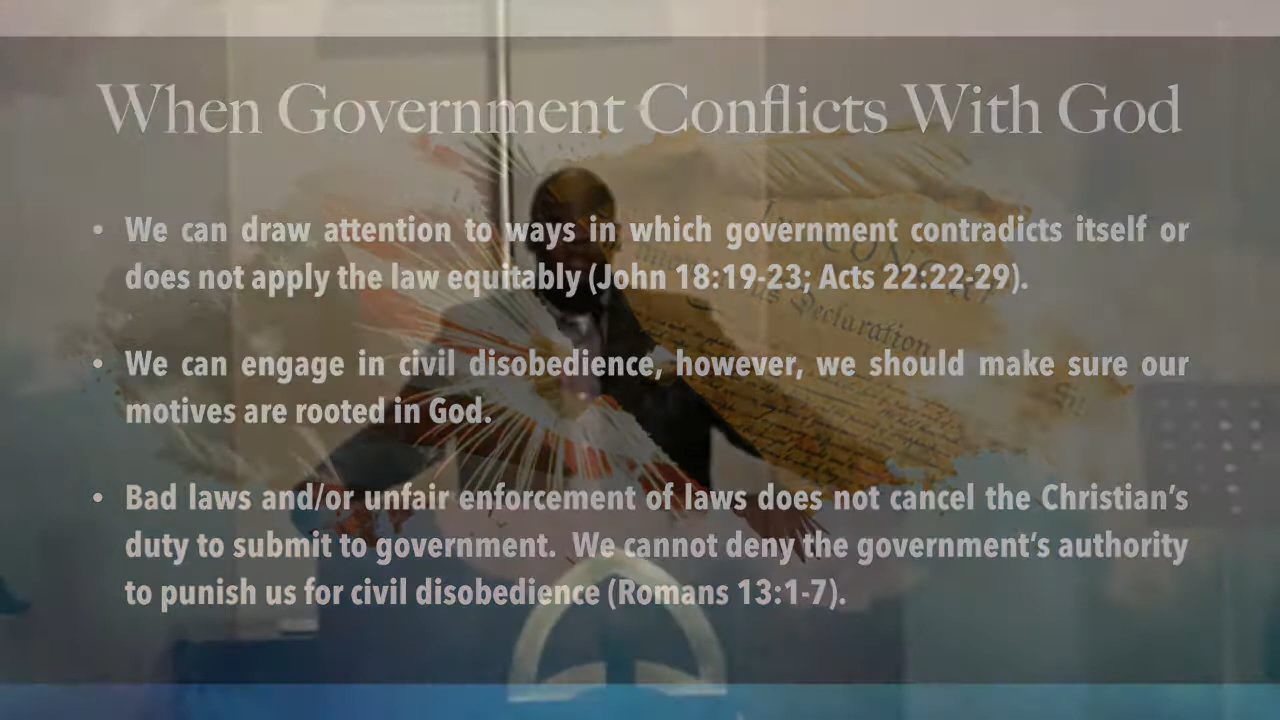 When Government Conflicts With God
• We can draw attention to ways in which government contradicts itself or
does not apply the law equitably (John 18:19-23; Acts 22:22-29).
• We can engage in civil disobedience, however, we should make sure our
motives are rooted in God.
• Bad laws and/or unfair enforcement of laws does not cancel the Christian’s
duty to submit to government.  We cannot deny the government’s authority
to punish us for civil disobedience (Romans 13:1-7).
Declaration